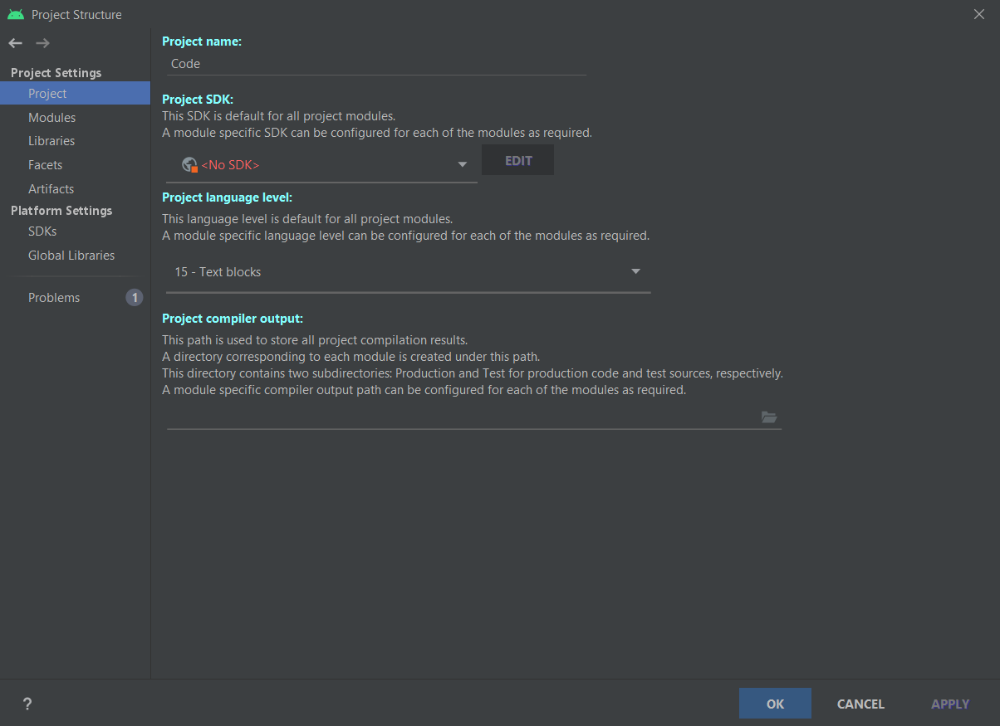 Project Structure
Project Settings
Project
Modules
Libraries
Facets
Artifacts
Platform Settings
SDKs
Global Libraries
Problems 1
Project name:
Code
Project SDK:
This SDK is default for all project modules.
A module specific SDK can be configured for each of the modules as required.
<No SDK> EDIT
Project language level:
This language level is default for all project modules.
A module specific language level can be configured for each of the modules as required.
15 - Text blocks
Project compiler output:
This path is used to store all project compilation results.
A directory corresponding to each module is created under this path.
This directory contains two subdirectories: Production and Test for production code and test sources, respectively.
A module specific compiler output path can be configured for each of the modules as required.
? OK CANCEL APPLY